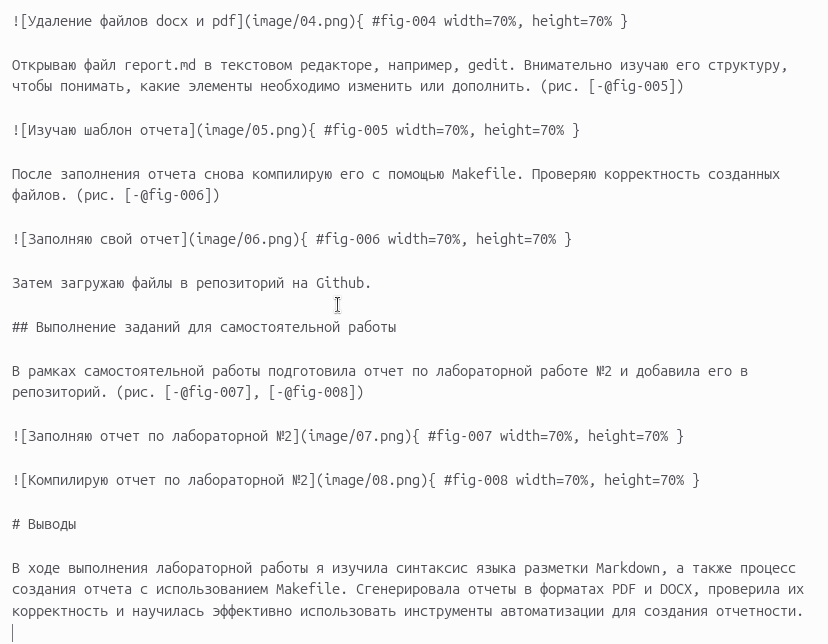 ![Удаление файлов docx и pdf](image/04.png){ #fig-004 width=70%, height=70% }
Открываю файл report.md в текстовом редакторе, например, gedit. Внимательно изучаю его структуру,
чтобы понимать, какие элементы необходимо изменить или дополнить. (рис. [-@fig-005])
![Изучаю шаблон отчета](image/05.png){ #fig-005 width=70%, height=70% }
После заполнения отчета снова компилирую его с помощью Makefile. Проверяю корректность созданных
файлов. (рис. [-@fig-006])
![Заполняю свой отчет](image/06.png){ #fig-006 width=70%, height=70% }
Затем загружаю файлы в репозиторий на Github.
## Выполнение заданий для самостоятельной работы
В рамках самостоятельной работы подготовила отчет по лабораторной работе №2 и добавила его в
репозиторий. (рис. [-@fig-007], [-@fig-008])
![Заполняю отчет по лабораторной №2](image/07.png){ #fig-007 width=70%, height=70% }
![Компилирую отчет по лабораторной №2](image/08.png){ #fig-008 width=70%, height=70% }
# Выводы
В ходе выполнения лабораторной работы я изучила синтаксис языка разметки Markdown, а также процесс
создания отчета с использованием Makefile. Сгенерировала отчеты в форматах PDF и DOCX, проверила их
корректность и научилась эффективно использовать инструменты автоматизации для создания отчетности.